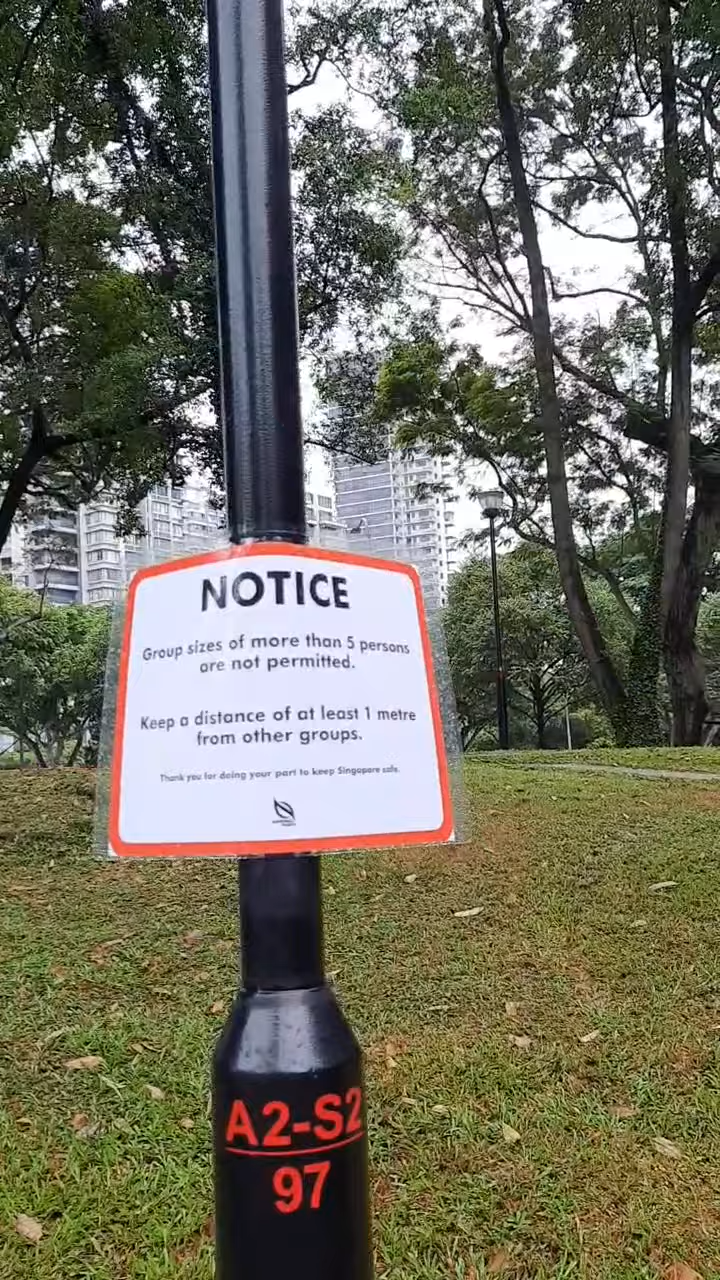 NOTICE
Group sizes of more than 5 persons
are not permitted.
Keep a distance of at least 1 metre
from other groups.
Thank you for doing your part to keep Singapore safe.
A2-S2
97